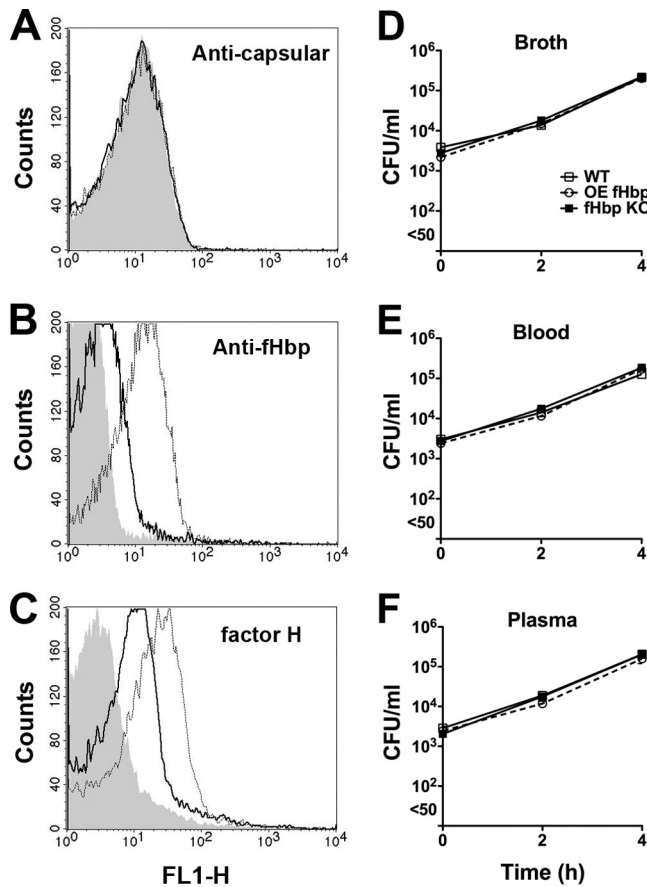 A
Anti-capsular
Counts
200
160
120
80
40
0
10^0 10^1 10^2 10^3 10^4
B
Anti-fHbp
Counts
200
160
120
80
40
0
10^0 10^1 10^2 10^3 10^4
C
factor H
Counts
200
160
120
80
40
0
10^0 10^1 10^2 10^3 10^4
FL1-H
D
Broth
CFU/ml
10^6
10^5
10^4
10^3
10^2
<50
0 2 4
WT
OE fHbp
fHbp KO
E
Blood
CFU/ml
10^6
10^5
10^4
10^3
10^2
<50
0 2 4
F
Plasma
CFU/ml
10^6
10^5
10^4
10^3
10^2
<50
0 2 4
Time (h)